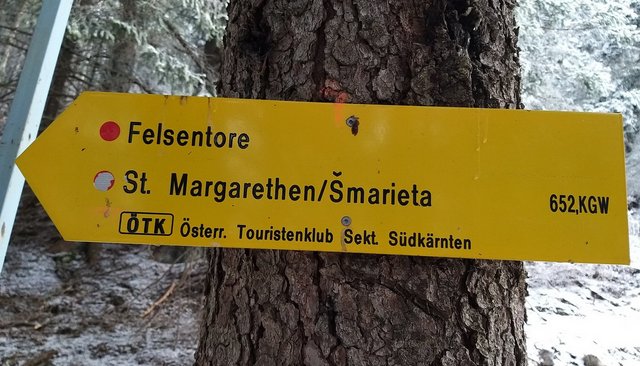 Felsentore
St. Margarethen/Šmarieta
652,KGW
ÖTK Österr. Touristenklub Sekt. Südkärnten